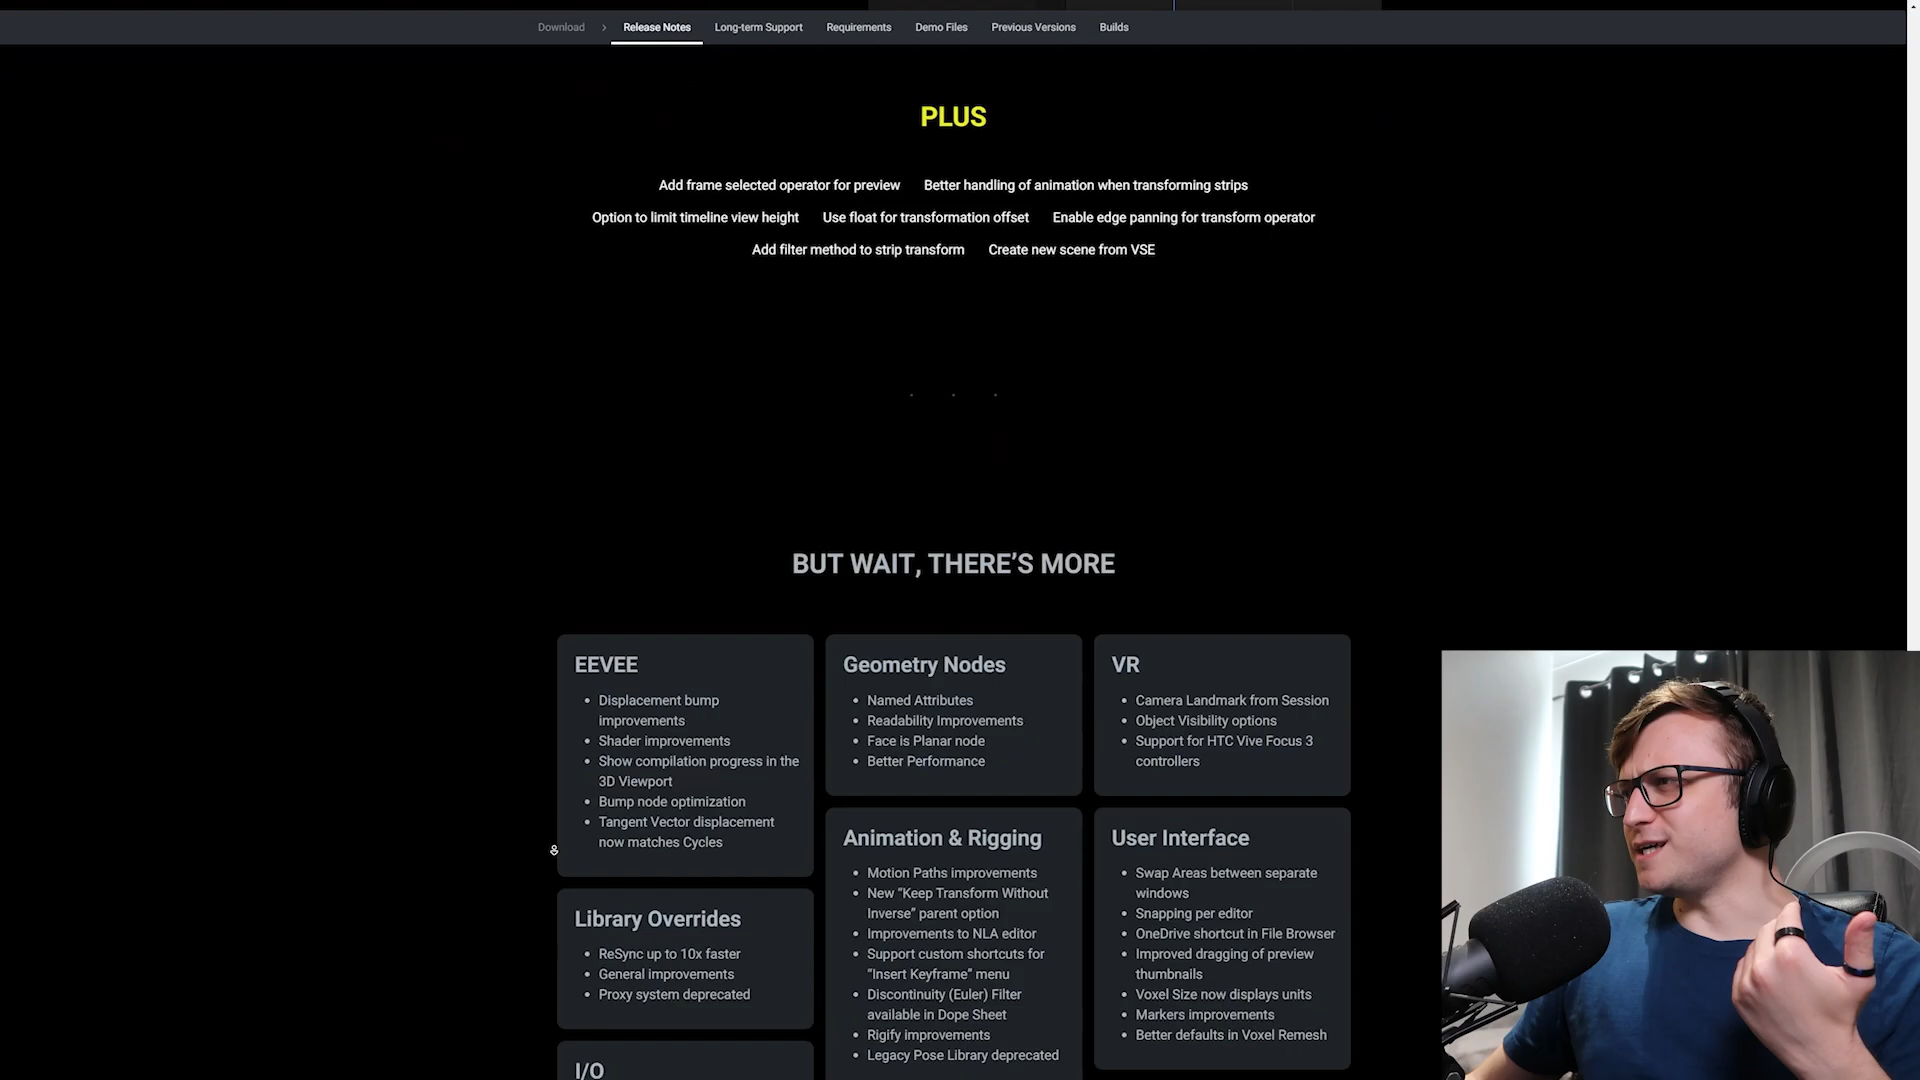 Download
Release Notes
Long-term Support
Requirements
Demo Files
Previous Versions
Builds
PLUS
Add frame selected operator for preview Better handling of animation when transforming strips
Option to limit timeline view height Use float for transformation offset Enable edge panning for transform operator
Add filter method to strip transform Create new scene from VSE
BUT WAIT, THERE’S MORE
EEVEE
Displacement bump
improvements
Shader improvements
Show compilation progress in the
3D Viewport
Bump node optimization
Tangent Vector displacement
now matches Cycles
Library Overrides
ReSync up to 10x faster
General improvements
Proxy system deprecated
I/O
Geometry Nodes
Named Attributes
Readability Improvements
Face is Planar node
Better Performance
Animation & Rigging
Motion Paths improvements
New “Keep Transform Without
Inverse” parent option
Improvements to NLA editor
Support custom shortcuts for
“Insert Keyframe” menu
Discontinuity (Euler) Filter
available in Dope Sheet
Rigify improvements
Legacy Pose Library deprecated
VR
Camera Landmark from Session
Object Visibility options
Support for HTC Vive Focus 3
controllers
User Interface
Swap Areas between separate
windows
Snapping per editor
OneDrive shortcut in File Browser
Improved dragging of preview
thumbnails
Voxel Size now displays units
Markers improvements
Better defaults in Voxel Remesh